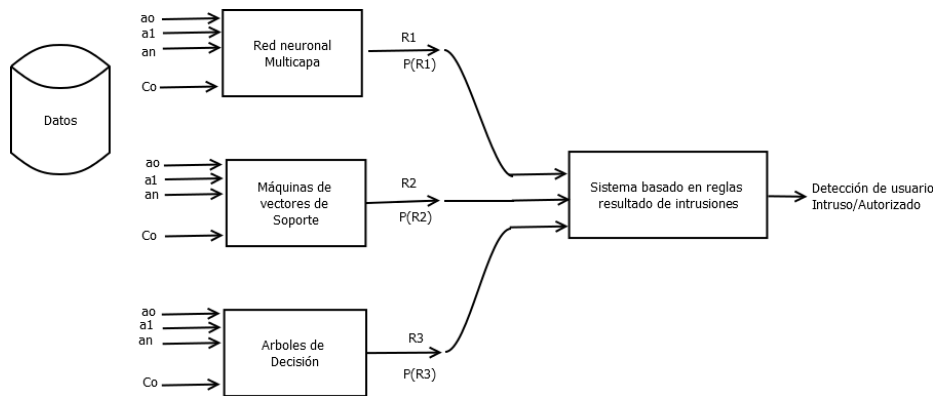 Datos
ao
a1
an
Co
Red neuronal
Multicapa
R1
P(R1)
ao
a1
an
Co
Máquinas de
vectores de
Soporte
R2
P(R2)
ao
a1
an
Co
Arboles de
Decisión
R3
P(R3)
Sistema basado en reglas
resultado de intrusiones
Detección de usuario
Intruso/Autorizado